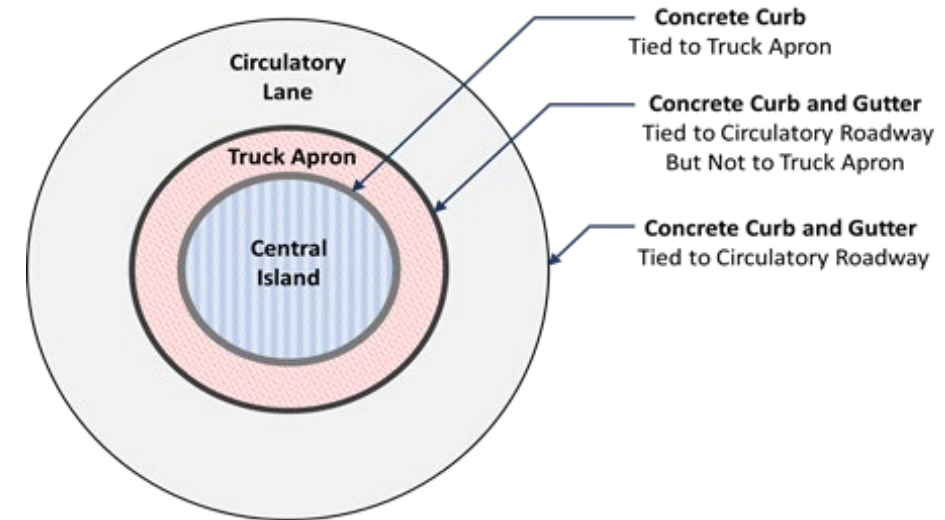 Concrete Curb
Tied to Truck Apron
Circulatory
Lane
Concrete Curb and Gutter
Tied to Circulatory Roadway
But Not to Truck Apron
Truck Apron
Concrete Curb and Gutter
Tied to Circulatory Roadway
Central
Island